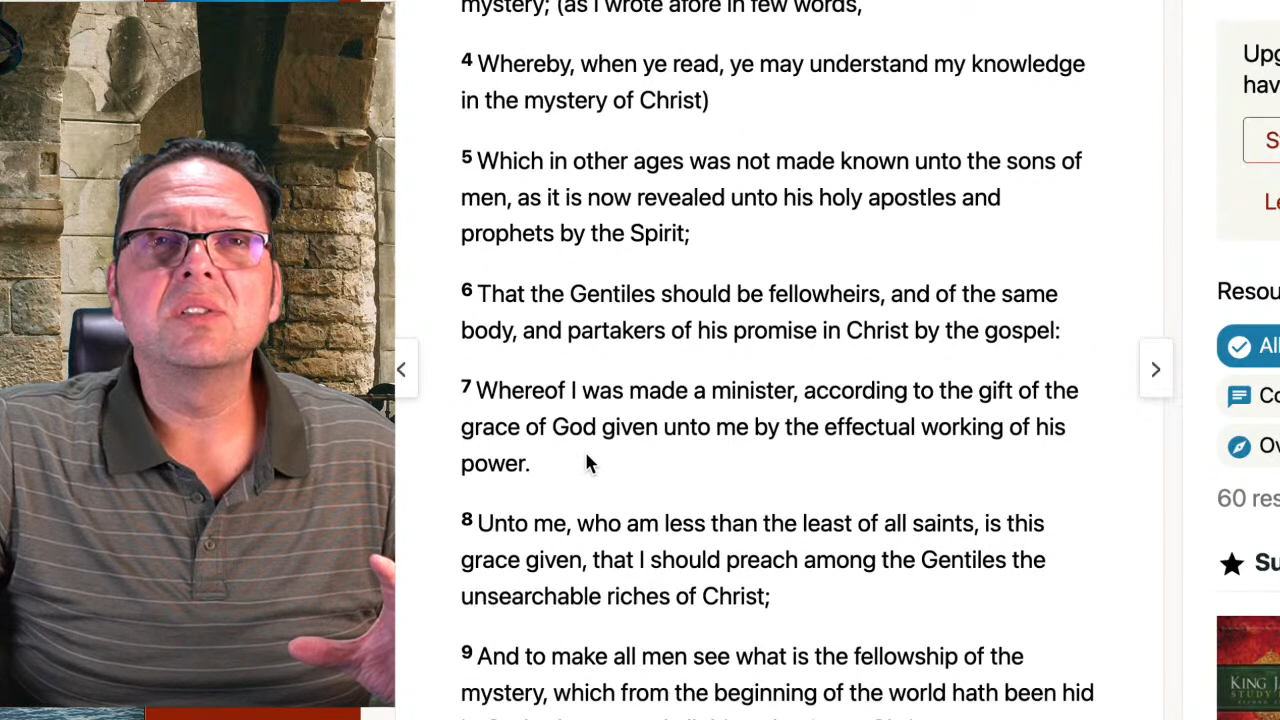 mystery; (as I wrote afore in few words,
4 Whereby, when ye read, ye may understand my knowledge
in the mystery of Christ)
5 Which in other ages was not made known unto the sons of
men, as it is now revealed unto his holy apostles and
prophets by the Spirit;
6 That the Gentiles should be fellowheirs, and of the same
body, and partakers of his promise in Christ by the gospel:
7 Whereof I was made a minister, according to the gift of the
grace of God given unto me by the effectual working of his
power.
8 Unto me, who am less than the least of all saints, is this
grace given, that I should preach among the Gentiles the
unsearchable riches of Christ;
9 And to make all men see what is the fellowship of the
mystery, which from the beginning of the world hath been hid
Upg
hav
S
Le
Resou
All
Co
Ov
60 res
Su
KING J
STUDY